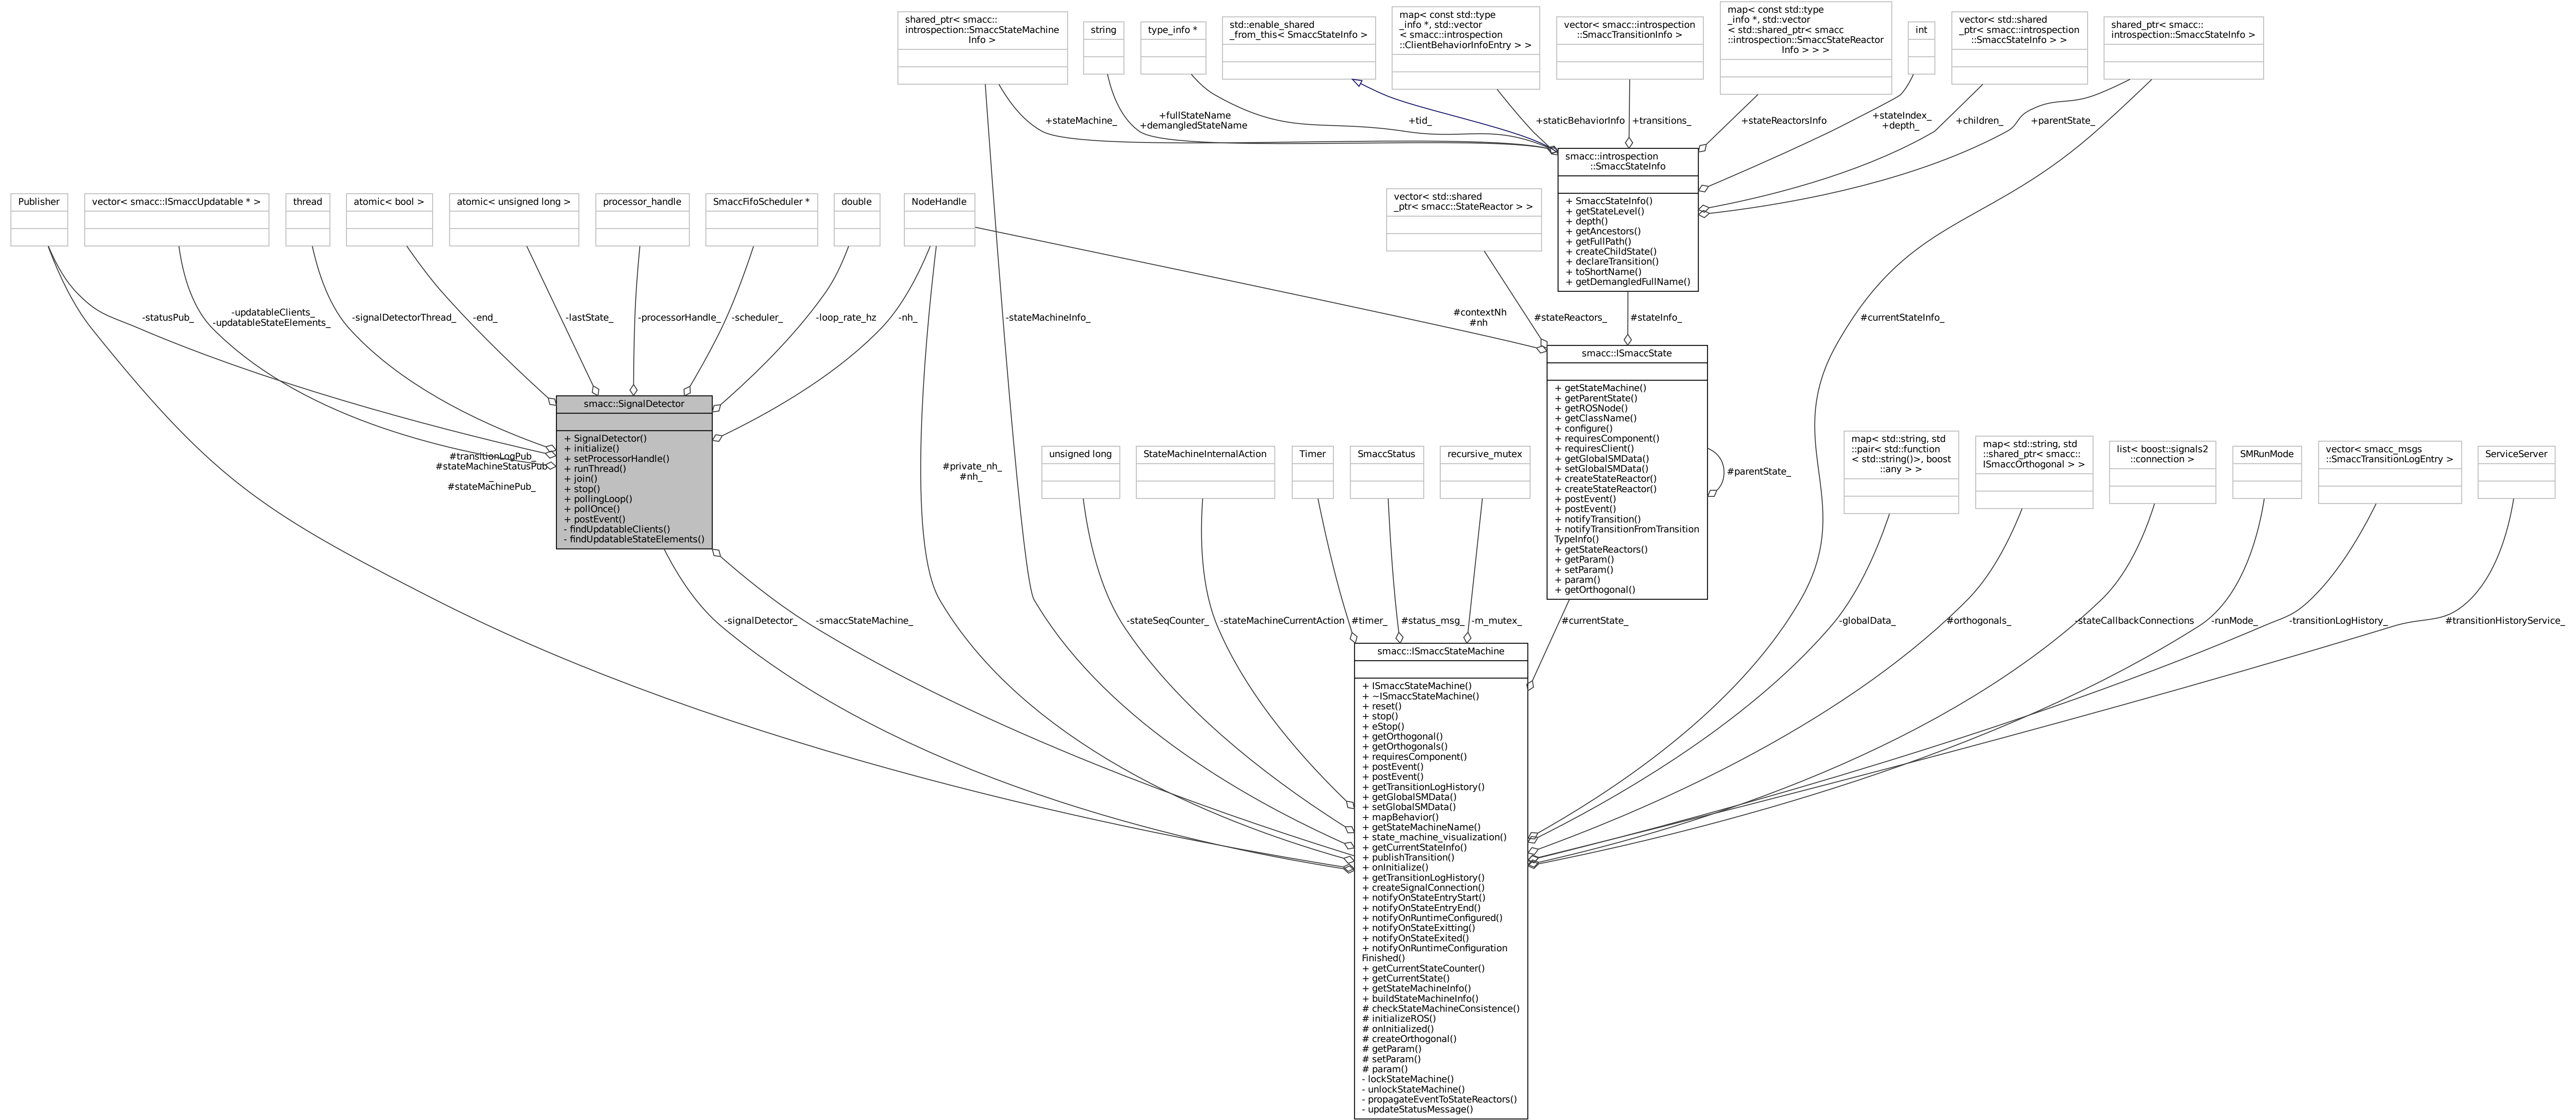 shared_ptr< smacc::
introspection::SmaccStateMachine
Info >
string
type_info *
std::enable_shared
_from_this< SmaccStateInfo >
map< const std::type
_info *, std::vector
< smacc::introspection
::ClientBehaviorInfoEntry > >
vector< smacc::introspection
::SmaccTransitionInfo >
map< const std::type
_info *, std::vector
< std::shared_ptr< smacc
::introspection::SmaccStateReactor
Info > > >
int
vector< std::shared
_ptr< smacc::introspection
::SmaccStateInfo > >
shared_ptr< smacc::
introspection::SmaccStateInfo >
+stateMachine_
+fullStateName
+demangledStateName
+tid_
+staticBehaviorInfo
+transitions_
+stateReactorsInfo
+stateIndex_
+depth_
+children_
+parentState_
smacc::introspection
::SmaccStateInfo
+ SmaccStateInfo()
+ getStateLevel()
+ depth()
+ getAncestors()
+ getFullPath()
+ createChildState()
+ declareTransition()
+ toShortName()
+ getDemangledFullName()
Publisher
vector< smacc::ISmaccUpdatable * >
thread
atomic< bool >
atomic< unsigned long >
processor_handle
SmaccFifoScheduler *
double
NodeHandle
vector< std::shared
_ptr< smacc::StateReactor > >
-statusPub_
-updatableClients_
-updatableStateElements_
-signalDetectorThread_
-end_
-lastState_
-processorHandle_
-scheduler_
-loop_rate_hz
-nh_
-stateMachineInfo_
#contextNh
#nh
#stateReactors_
#stateInfo_
#currentStateInfo_
smacc::SignalDetector
+ SignalDetector()
+ initialize()
+ setProcessorHandle()
+ runThread()
+ join()
+ stop()
+ pollingLoop()
+ pollOnce()
+ postEvent()
- findUpdatableClients()
- findUpdatableStateElements()
smacc::ISmaccState
+ getStateMachine()
+ getParentState()
+ getROSNode()
+ getClassName()
+ configure()
+ requiresComponent()
+ requiresClient()
+ getGlobalSMData()
+ setGlobalSMData()
+ createStateReactor()
+ createStateReactor()
+ postEvent()
+ postEvent()
+ notifyTransition()
+ notifyTransitionFromTransition
TypeInfo()
+ getStateReactors()
+ getParam()
+ setParam()
+ param()
+ getOrthogonal()
#parentState_
#transitionLogPub_
#stateMachineStatusPub
_
#stateMachinePub_
#private_nh_
#nh_
unsigned long
StateMachineInternalAction
Timer
SmaccStatus
recursive_mutex
map< std::string, std
::pair< std::function
< std::string()>, boost
::any > >
map< std::string, std
::shared_ptr< smacc::
ISmaccOrthogonal > >
list< boost::signals2
::connection >
SMRunMode
vector< smacc_msgs
::SmaccTransitionLogEntry >
ServiceServer
-signalDetector_
-smaccStateMachine_
-stateSeqCounter_
-stateMachineCurrentAction
#timer_
#status_msg_
-m_mutex_
#currentState_
-globalData_
#orthogonals_
-stateCallbackConnections
-runMode_
-transitionLogHistory_
#transitionHistoryService_
smacc::ISmaccStateMachine
+ ISmaccStateMachine()
+ ~ISmaccStateMachine()
+ reset()
+ stop()
+ eStop()
+ getOrthogonal()
+ getOrthogonals()
+ requiresComponent()
+ postEvent()
+ postEvent()
+ getTransitionLogHistory()
+ getGlobalSMData()
+ setGlobalSMData()
+ mapBehavior()
+ getStateMachineName()
+ state_machine_visualization()
+ getCurrentStateInfo()
+ publishTransition()
+ onInitialize()
+ getTransitionLogHistory()
+ createSignalConnection()
+ notifyOnStateEntryStart()
+ notifyOnStateEntryEnd()
+ notifyOnRuntimeConfigured()
+ notifyOnStateExitting()
+ notifyOnStateExited()
+ notifyOnRuntimeConfiguration
Finished()
+ getCurrentStateCounter()
+ getCurrentState()
+ getStateMachineInfo()
+ buildStateMachineInfo()
# checkStateMachineConsistence()
# initializeROS()
# onInitialized()
# createOrthogonal()
# getParam()
# setParam()
# param()
- lockStateMachine()
- unlockStateMachine()
- propagateEventToStateReactors()
- updateStatusMessage()